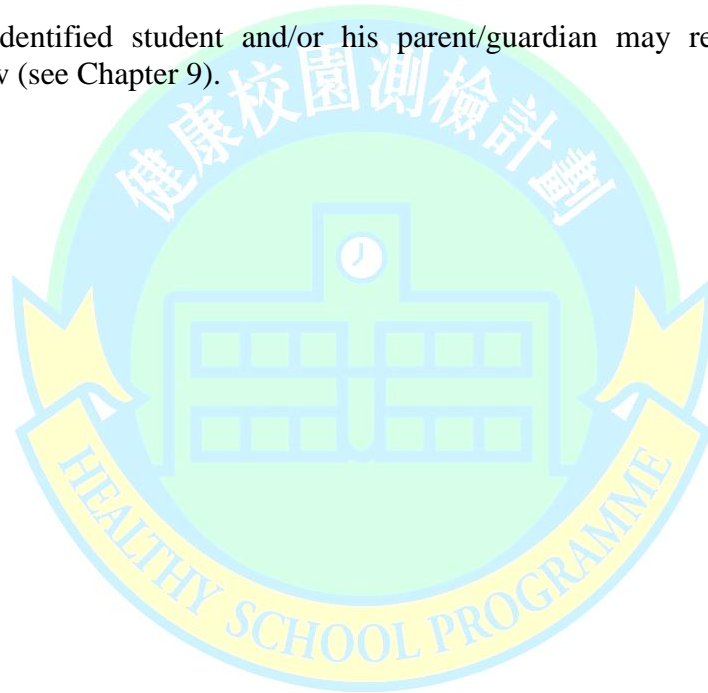 dentified student and/or his parent/guardian may re
(see Chapter 9).
健康校園測檢計劃
HEALTHY SCHOOL PROGRAMME